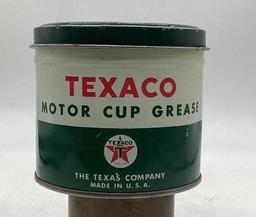 TEXACO
MOTOR CUP GREASE
TEXACO
T
THE TEXAS COMPANY
MADE IN U.S.A.